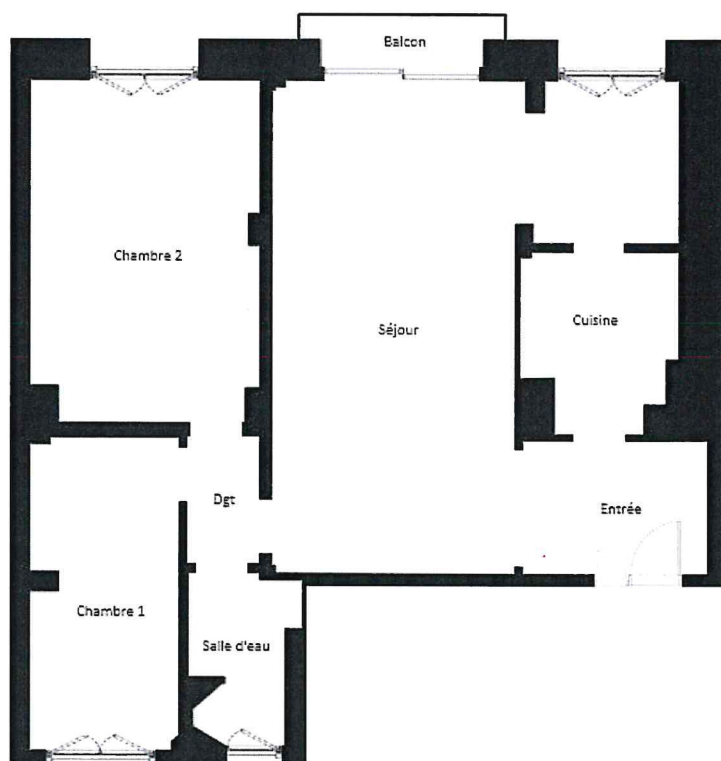 Balcon
Chambre 2
Séjour
Cuisine
Dgt
Entrée
Chambre 1
Salle d'eau